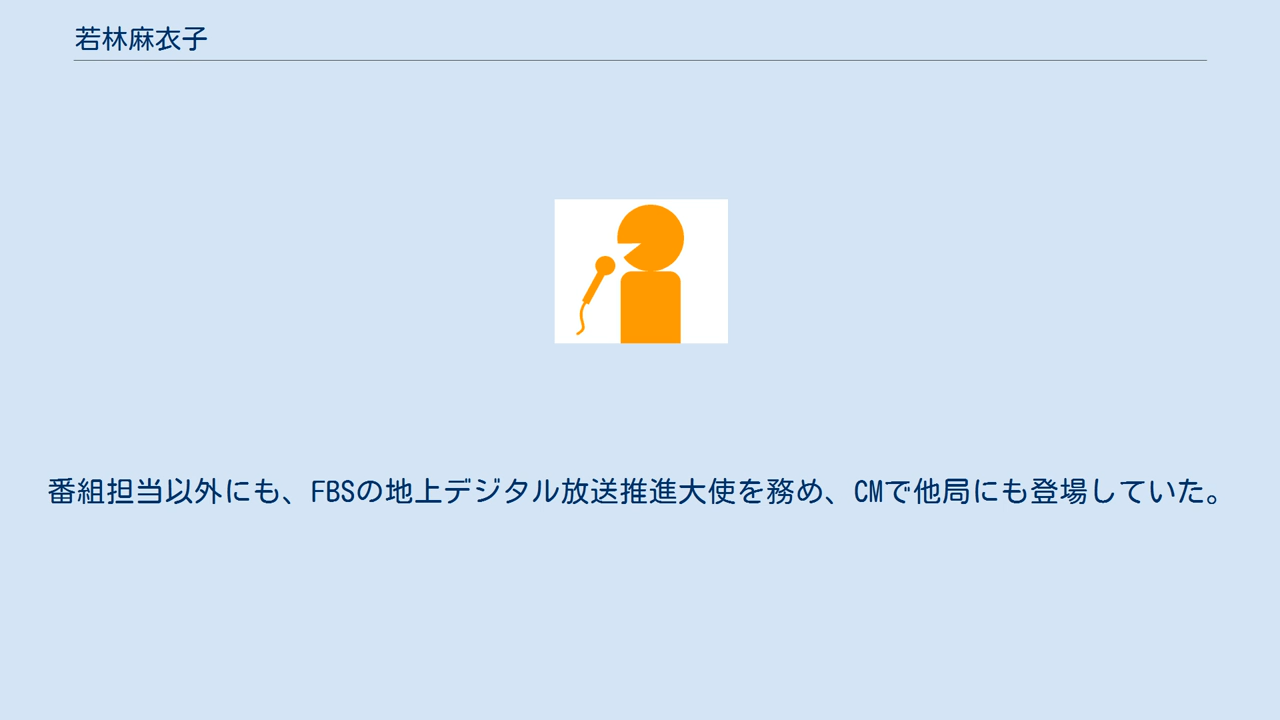 若林麻衣子
番組担当以外にも、FBSの地上デジタル放送推進大使を務め、CMで他局にも登場していた。